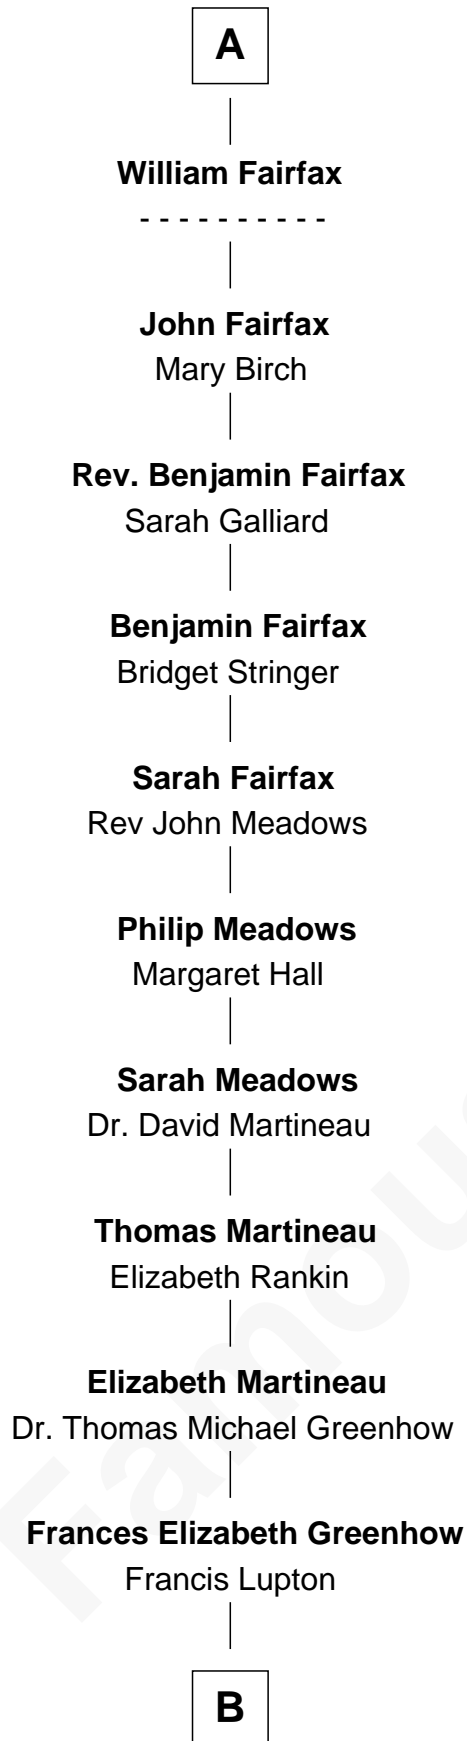 A
William Fairfax
- - - - - - - - - -
John Fairfax
Mary Birch
Rev. Benjamin Fairfax
Sarah Galliard
Benjamin Fairfax
Bridget Stringer
Sarah Fairfax
Rev John Meadows
Philip Meadows
Margaret Hall
Sarah Meadows
Dr. David Martineau
Thomas Martineau
Elizabeth Rankin
Elizabeth Martineau
Dr. Thomas Michael Greenhow
Frances Elizabeth Greenhow
Francis Lupton
B